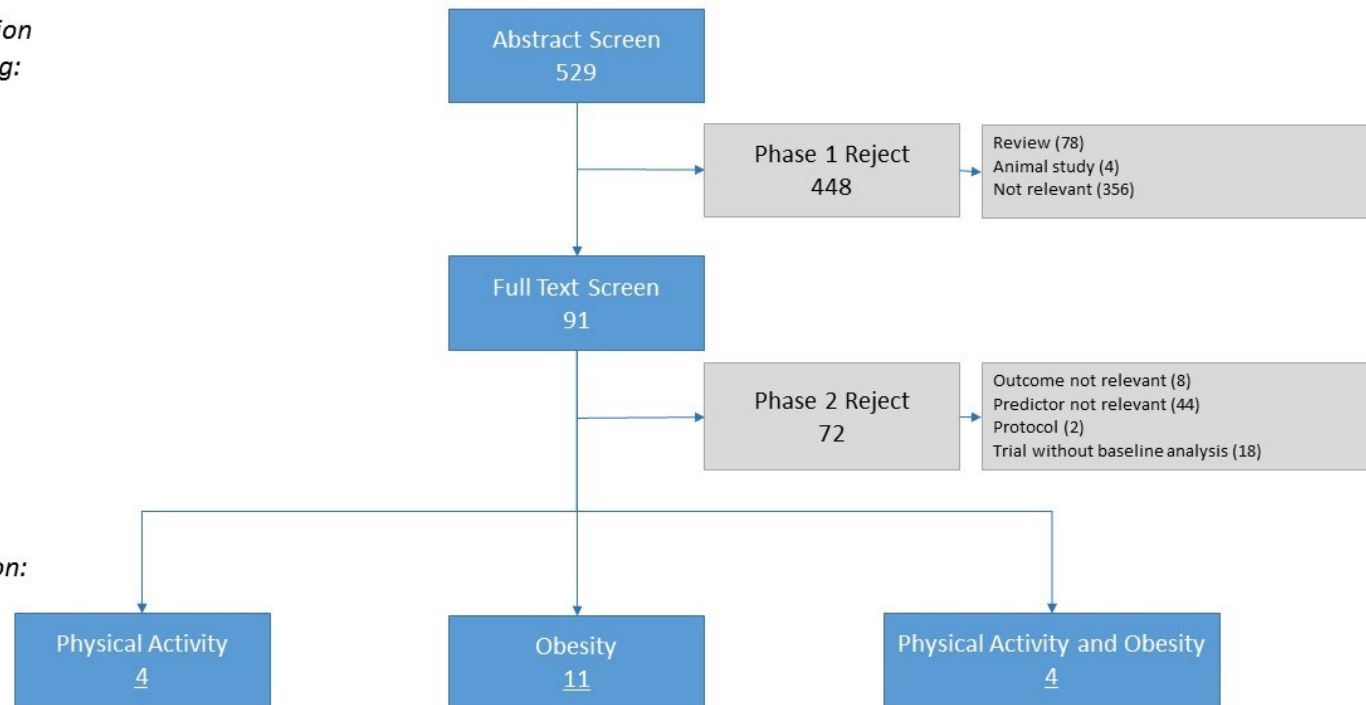 Abstract Screen
529
Phase 1 Reject
448
Review (78)
Animal study (4)
Not relevant (356)
Full Text Screen
91
Phase 2 Reject
72
Outcome not relevant (8)
Predictor not relevant (44)
Protocol (2)
Trial without baseline analysis (18)
Physical Activity
4
Obesity
11
Physical Activity and Obesity
4